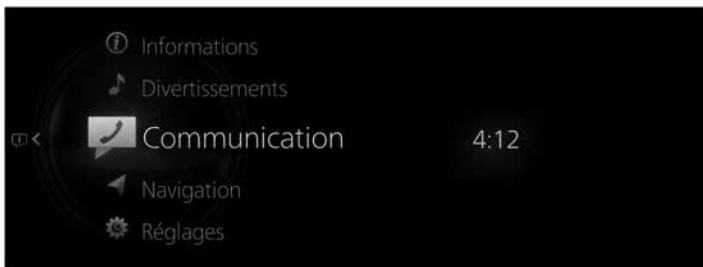 Informations
Divertissements
Communication
4:12
Navigation
Réglages